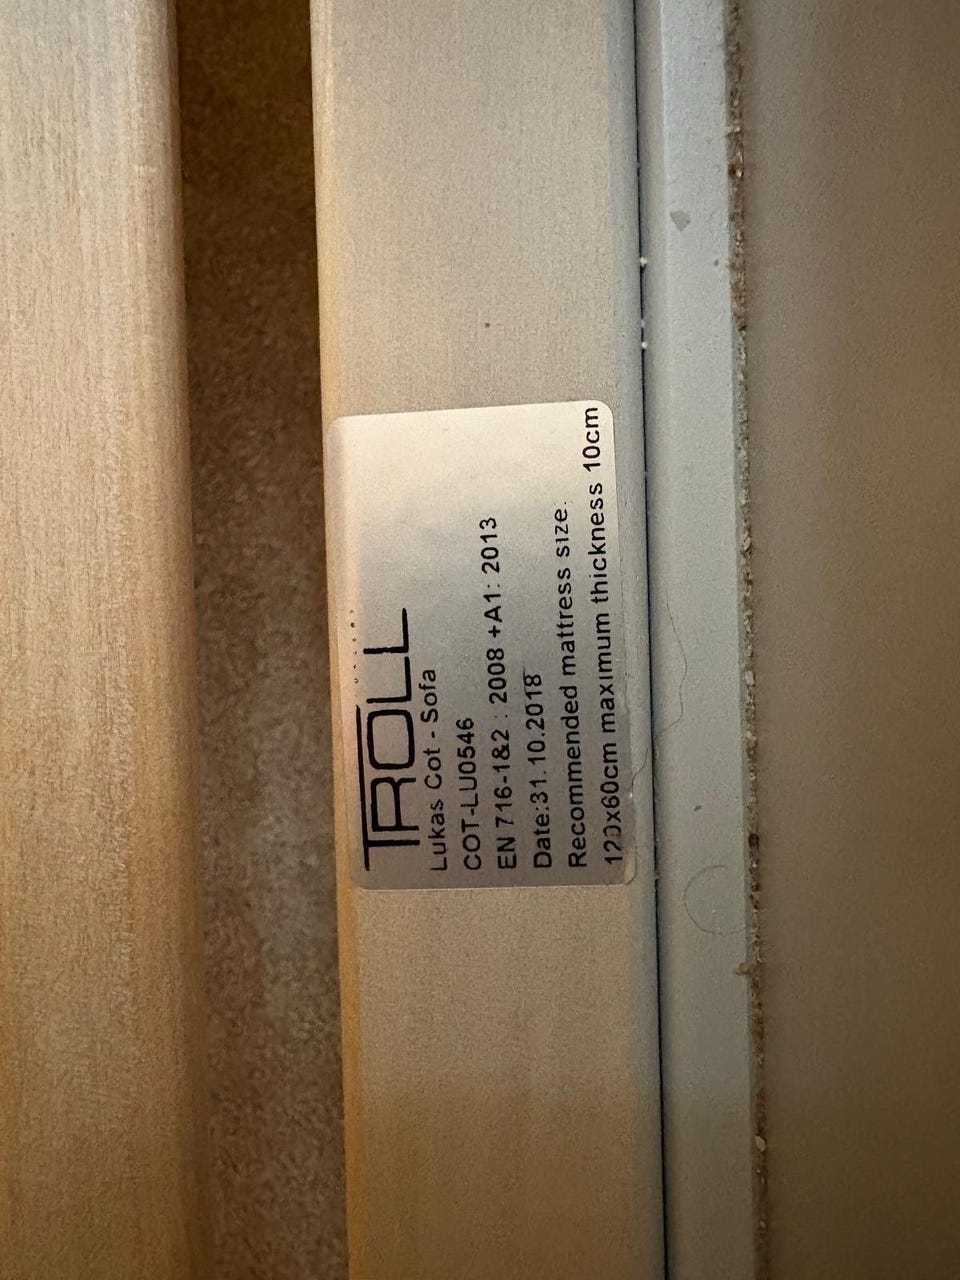 TROLL
Lukas Cot - Sofa
COT-LU0546
EN 716-1&2 : 2008 +A1: 2013
Date:31.10.2018
Recommended mattress size:
120x60cm maximum thickness 10cm